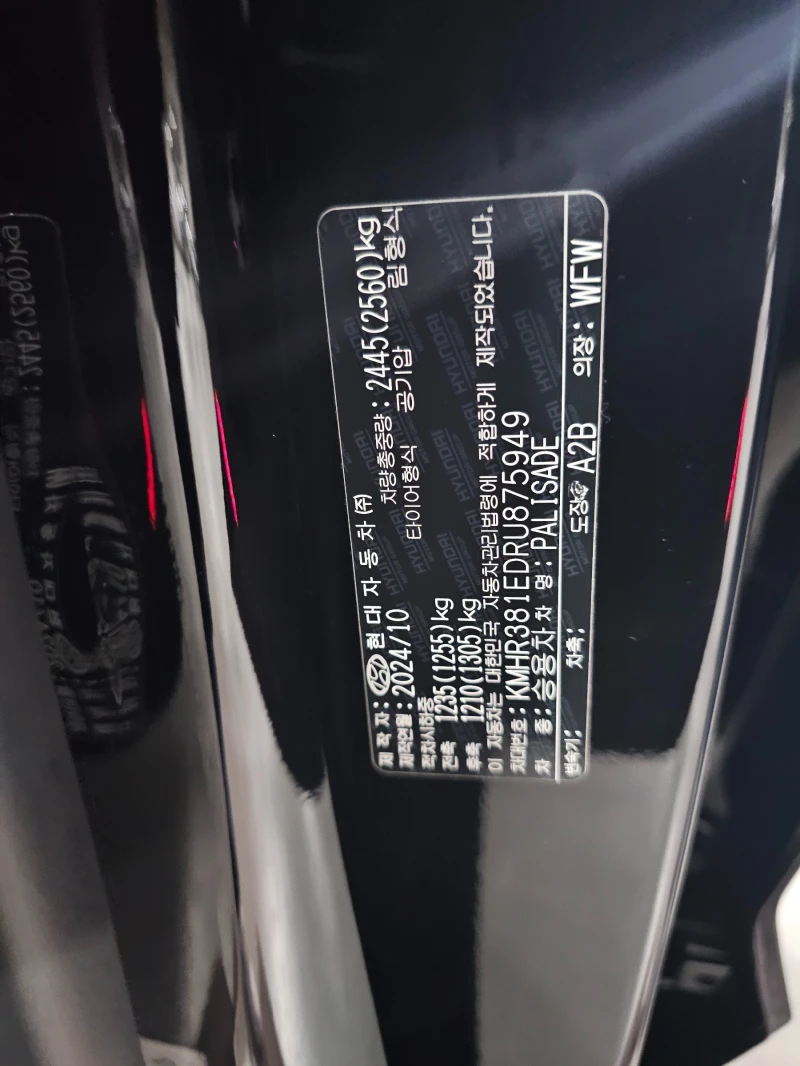 제 작 자 : 현 대 자 동 차 ㈜
제작연월 : 2024/10 차량총중량 : 2445(2560)kg
적차시하중 타이어형식 공기압 림형식
전축 1235(1255)kg
후축 1210(1305)kg
이 자동차는 대한민국 자동차관리법령에 적합하게 제작되었습니다.
차대번호 : KMHR381EDRU875949
차 종 : 승용차 차 명 : PALISADE
변속기 : 차축 : 도장 A2B 의장 : WFW